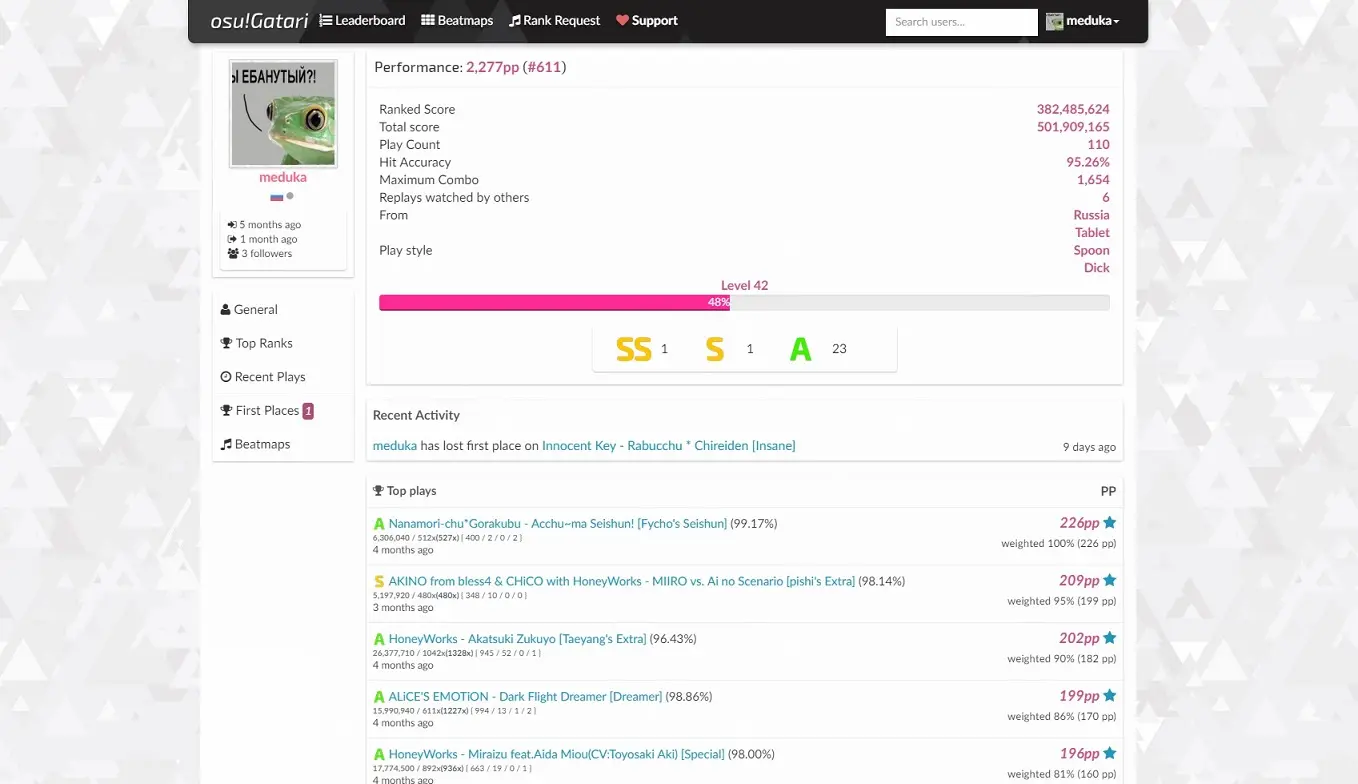 osu!Gatari Leaderboard Beatmaps Rank Request Support Search users... meduka
Ы ЕБАНУТЫЙ?!
meduka
5 months ago
1 month ago
3 followers
General
Top Ranks
Recent Plays
First Places 1
Beatmaps
Performance: 2,277pp (#611)
Ranked Score 382,485,624
Total score 501,909,165
Play Count 110
Hit Accuracy 95.26%
Maximum Combo 1,654
Replays watched by others 6
From Russia
Tablet
Play style Spoon
Dick
Level 42
48%
SS 1 S 1 A 23
Recent Activity
meduka has lost first place on Innocent Key - Rabucchu * Chireiden [Insane] 9 days ago
Top plays PP
A Nanamori-chu*Gorakubu - Acchu~ma Seishun! [Fycho's Seishun] (99.17%) 226pp
6,306,040 / 512x(527x) { 400 / 2 / 0 / 2 } weighted 100% (226 pp)
4 months ago
S AKINO from bless4 & CHiCO with HoneyWorks - MIIRO vs. Ai no Scenario [pishi's Extra] (98.14%) 209pp
5,197,920 / 480x(480x) { 348 / 10 / 0 / 0 } weighted 95% (199 pp)
3 months ago
A HoneyWorks - Akatsuki Zukuyo [Taeyang's Extra] (96.43%) 202pp
26,377,710 / 1042x(1328x) { 945 / 52 / 0 / 1 } weighted 90% (182 pp)
4 months ago
A ALiCE'S EMOTiON - Dark Flight Dreamer [Dreamer] (98.86%) 199pp
15,990,940 / 611x(1227x) { 994 / 13 / 1 / 2 } weighted 86% (170 pp)
4 months ago
A HoneyWorks - Miraizu feat.Aida Miou(CV:Toyosaki Aki) [Special] (98.00%) 196pp
17,774,500 / 892x(936x) { 663 / 19 / 0 / 1 } weighted 81% (160 pp)
4 months ago